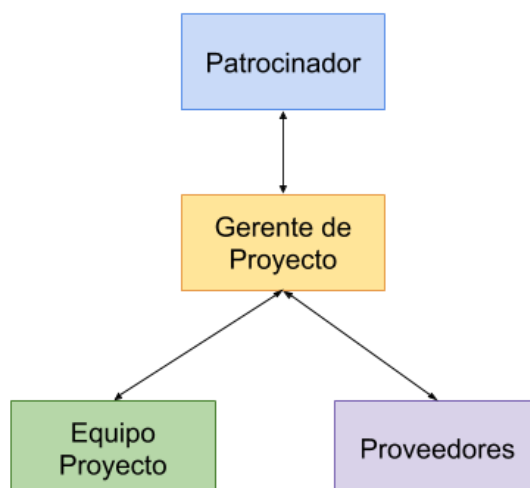 Patrocinador
Gerente de
Proyecto
Equipo
Proyecto
Proveedores